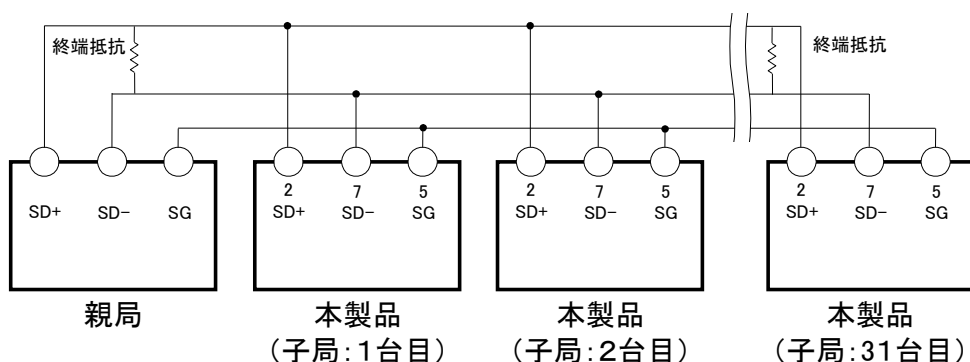 終端抵抗
終端抵抗
SD+ SD− SG
2 7 5
SD+ SD− SG
2 7 5
SD+ SD− SG
2 7 5
SD+ SD− SG
親局
本製品
(子局:1台目)
本製品
(子局:2台目)
本製品
(子局:31台目)